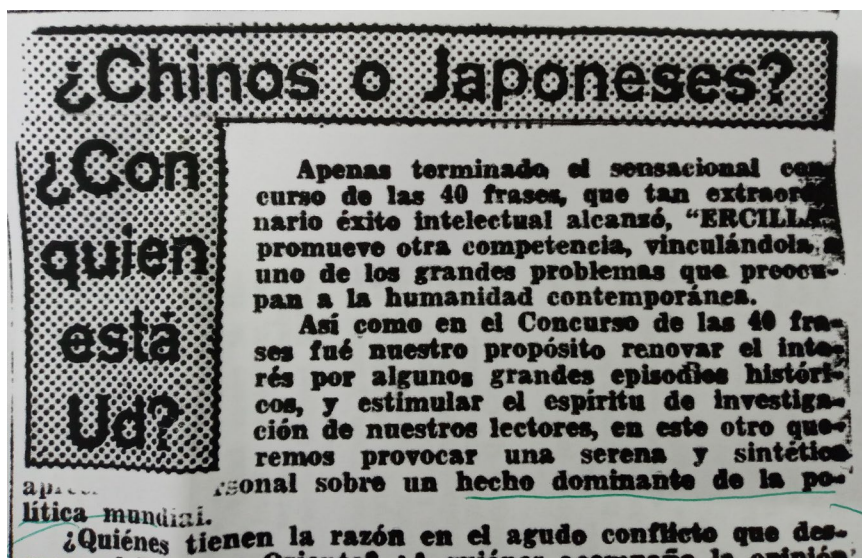 ¿Chinos o Japoneses?
¿Con
quien
está
Ud?
Apenas terminado el sensacional con-
curso de las 40 frases, que tan extraor-
nario éxito intelectual alcanzó, "ERCILLA
promueve otra competencia, vinculándola a
uno de los grandes problemas que preocu-
pan a la humanidad contemporánea.
Así como en el Concurso de las 40 fra-
ses fué nuestro propósito renovar el inte-
rés por algunos grandes episodios históri-
cos, y estimular el espíritu de investiga-
ción de nuestros lectores, en este otro que-
remos provocar una serena y sintética
personal sobre un hecho dominante de la po-
lítica mundial.
¿Quiénes tienen la razón en el agudo conflicto que des-
Oriente? ¿A quiénes acompaña la